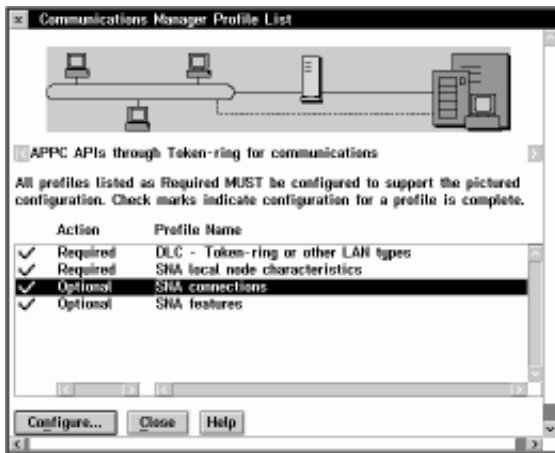 Communications Manager Profile List
APPC APIs through Token-ring for communications
All profiles listed as Required MUST be configured to support the pictured
configuration. Check marks indicate configuration for a profile is complete.
Action Profile Name
Required DLC - Token-ring or other LAN types
Required SNA local node characteristics
Optional SNA connections
Optional SNA features
Configure... Close Help